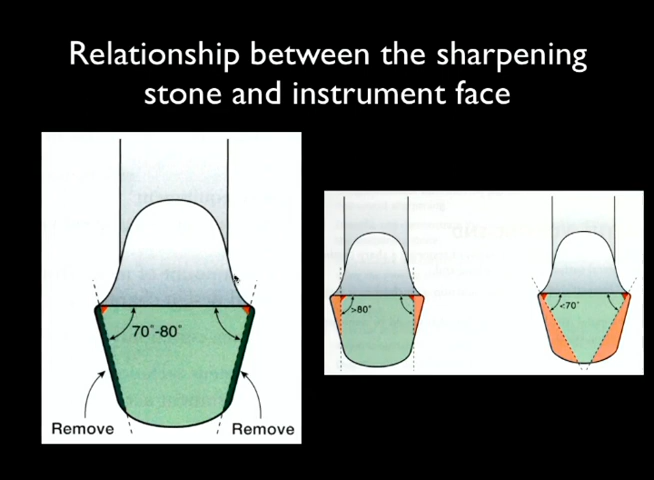 Relationship between the sharpening
stone and instrument face
70°-80°
Remove
Remove
>80°
<70°